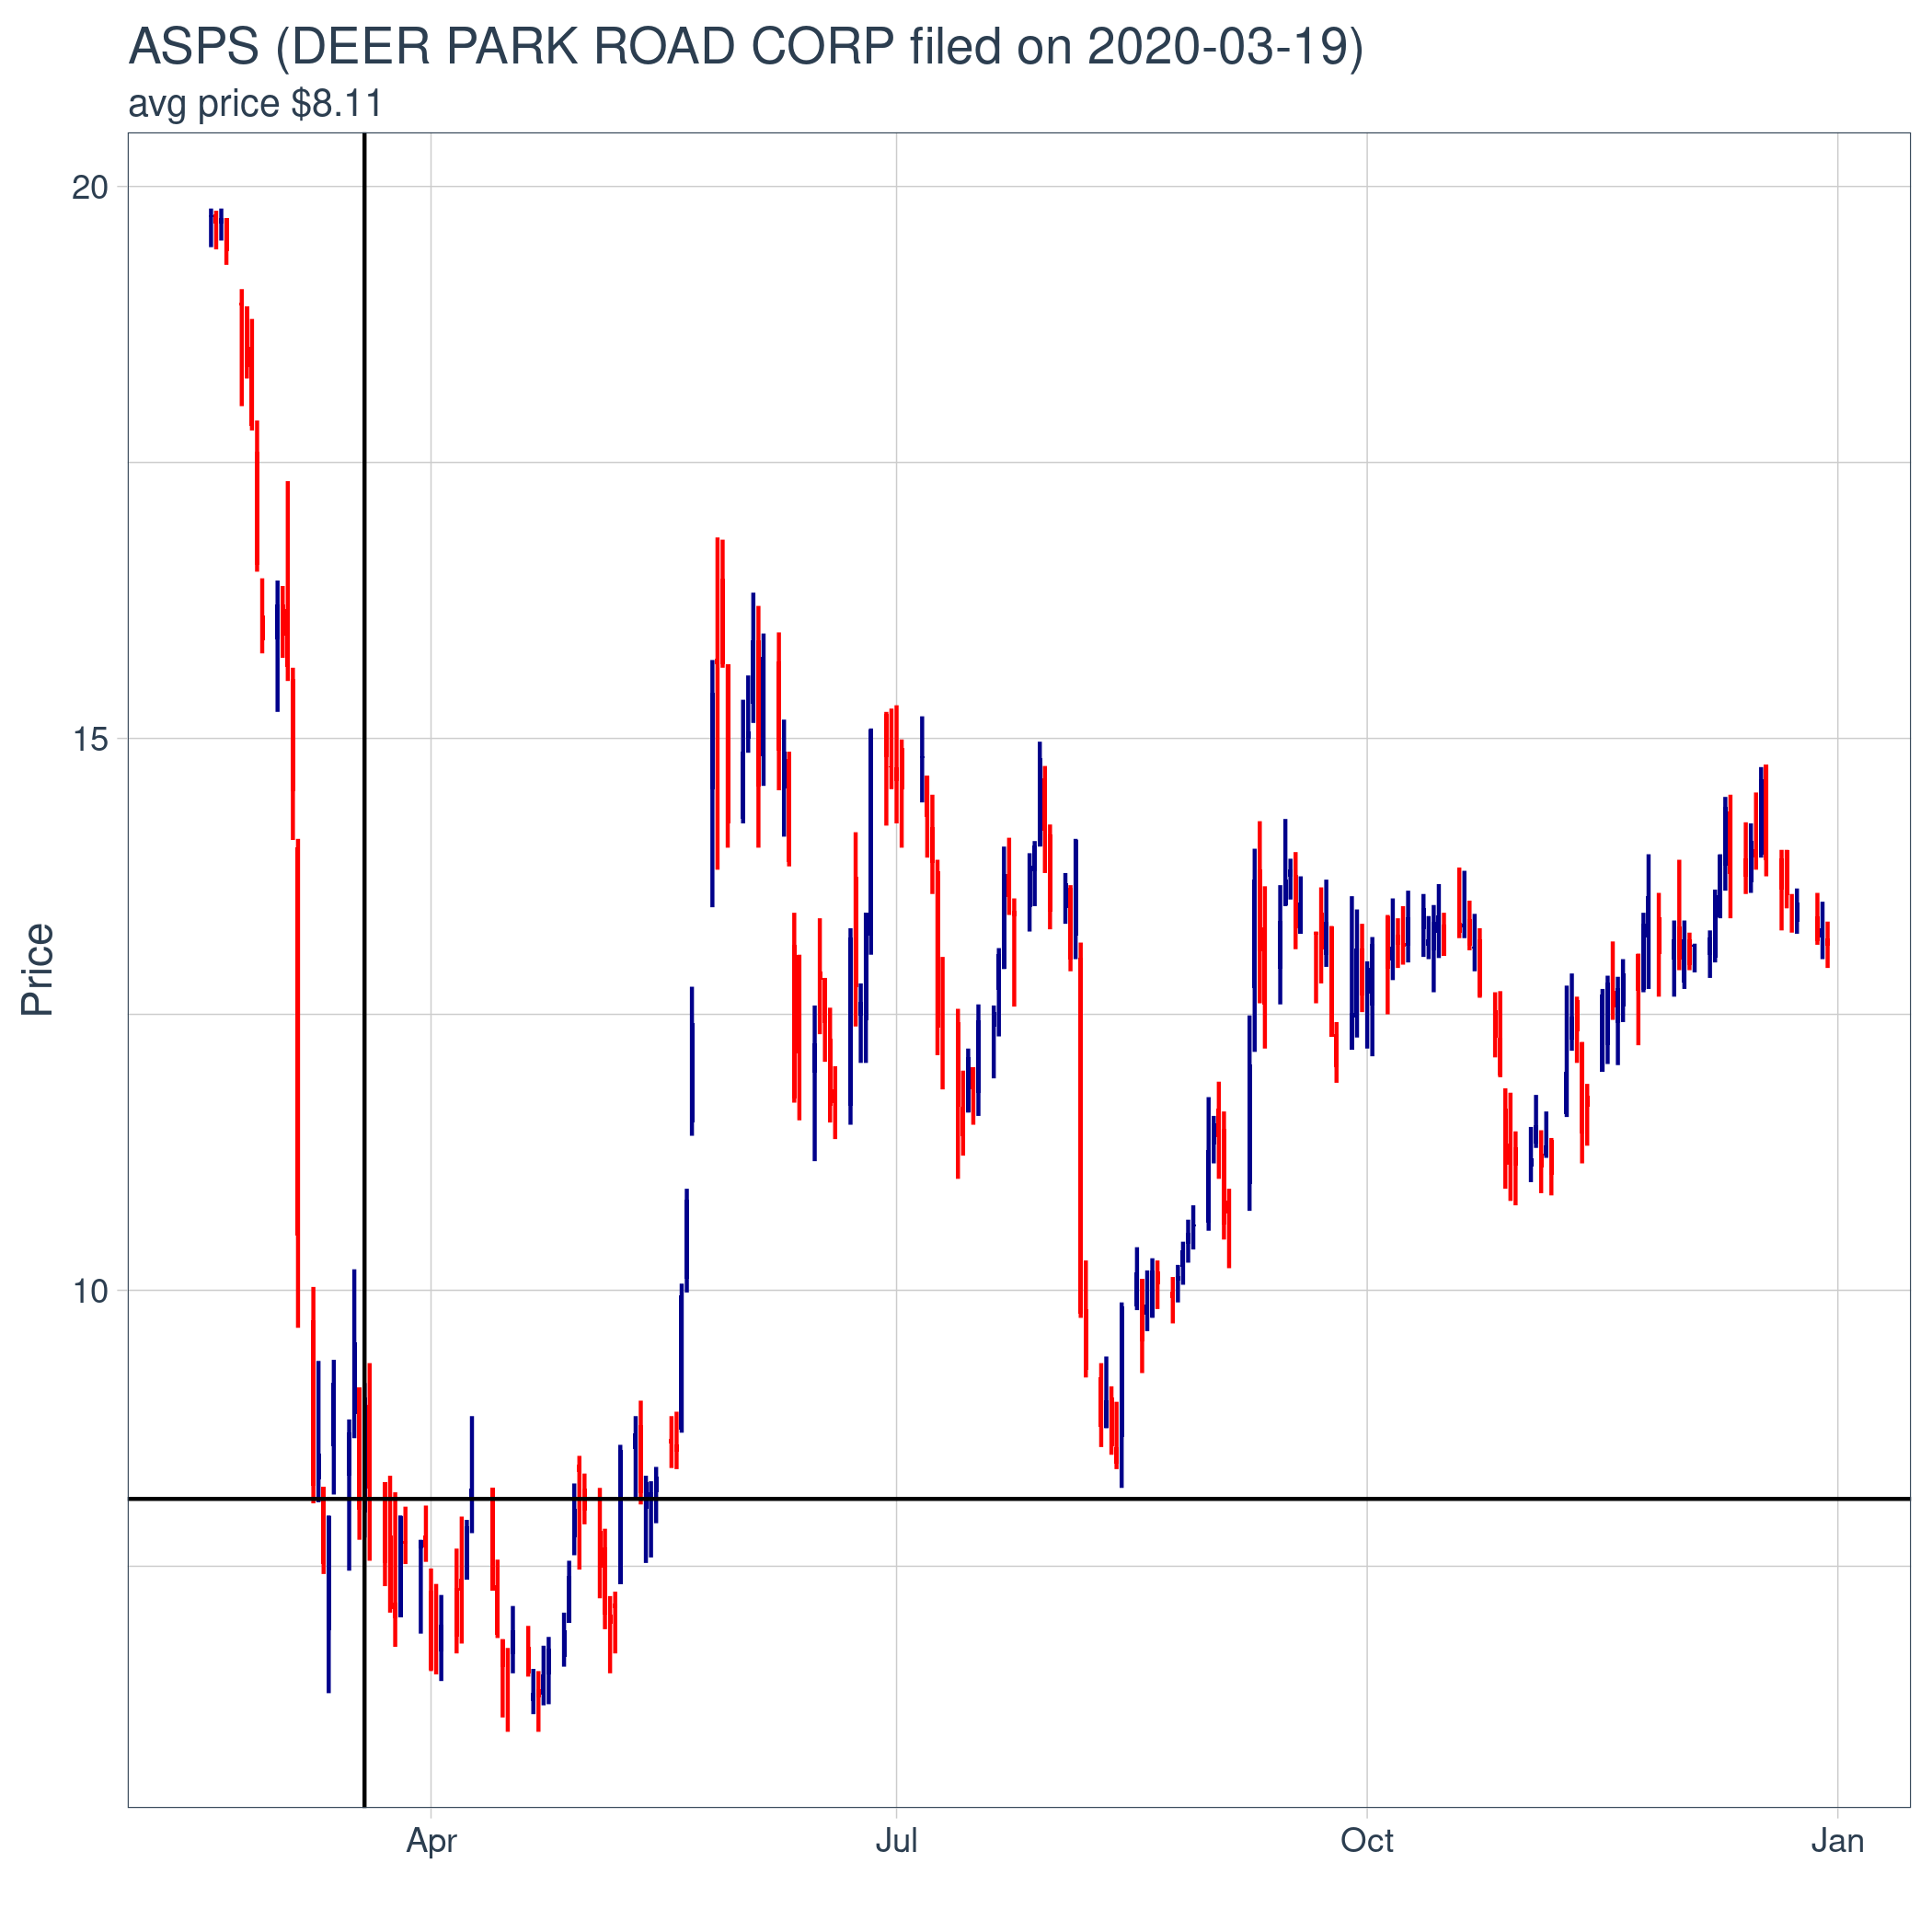 ASPS (DEER PARK ROAD CORP filed on 2020-03-19)
avg price $8.11
20
15
10
Price
Apr Jul Oct Jan